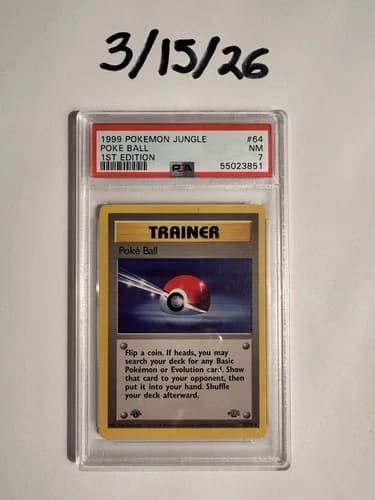 3/15/26
1999 POKEMON JUNGLE #64
POKE BALL NM
1ST EDITION PSA 7
55023851
TRAINER
Poké Ball
Flip a coin. If heads, you may
search your deck for any Basic
Pokémon or Evolution card. Show
that card to your opponent, then
put it into your hand. Shuffle
your deck afterward.